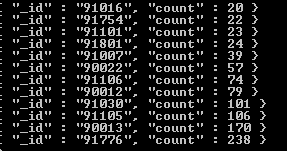 "_id" : "91016", "count" : 20 }
"_id" : "91754", "count" : 22 }
"_id" : "91101", "count" : 23 }
"_id" : "91801", "count" : 24 }
"_id" : "91007", "count" : 39 }
"_id" : "90022", "count" : 57 }
"_id" : "91106", "count" : 74 }
"_id" : "90012", "count" : 79 }
"_id" : "91030", "count" : 101 }
"_id" : "91105", "count" : 106 }
"_id" : "90013", "count" : 170 }
"_id" : "91776", "count" : 238 }